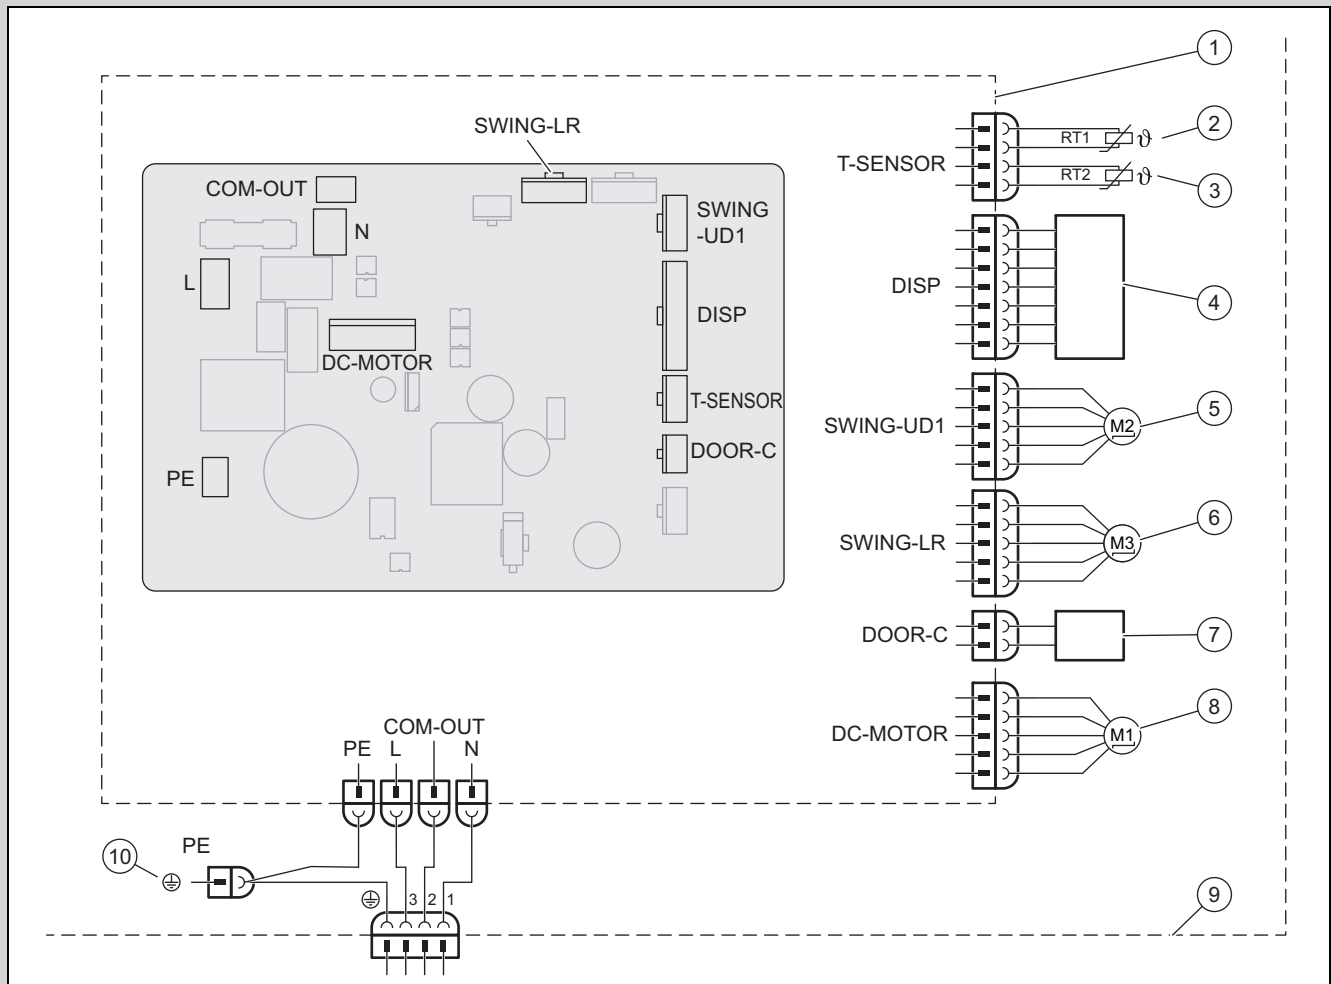 1
SWING-LR
2
RT1 ϑ
T-SENSOR
RT2 ϑ
3
COM-OUT
N
SWING
-UD1
L
DISP
DISP
4
DC-MOTOR
T-SENSOR
5
SWING-UD1
M2
DOOR-C
PE
6
SWING-LR
M3
DOOR-C
7
8
DC-MOTOR
M1
COM-OUT
PE L N
PE
10
3 2 1
9